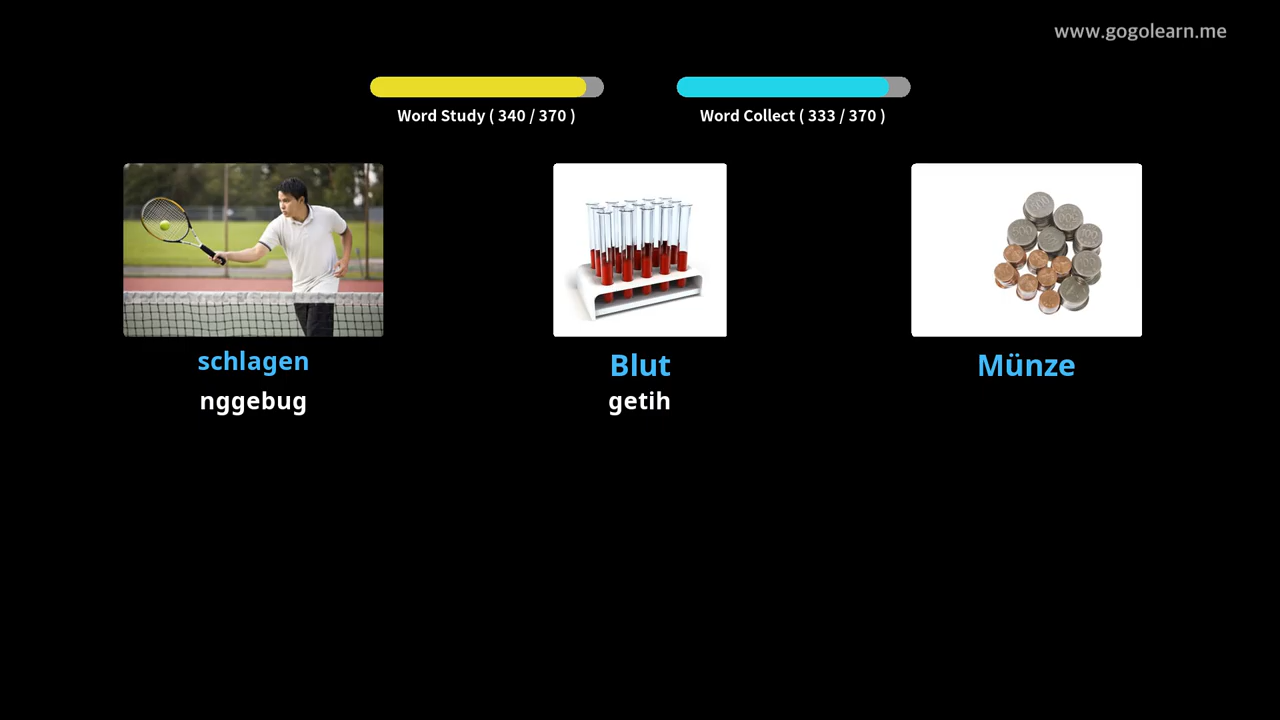 www.gogolearn.me
Word Study ( 340 / 370 )
Word Collect ( 333 / 370 )
schlagen
nggebug
Blut
getih
Münze